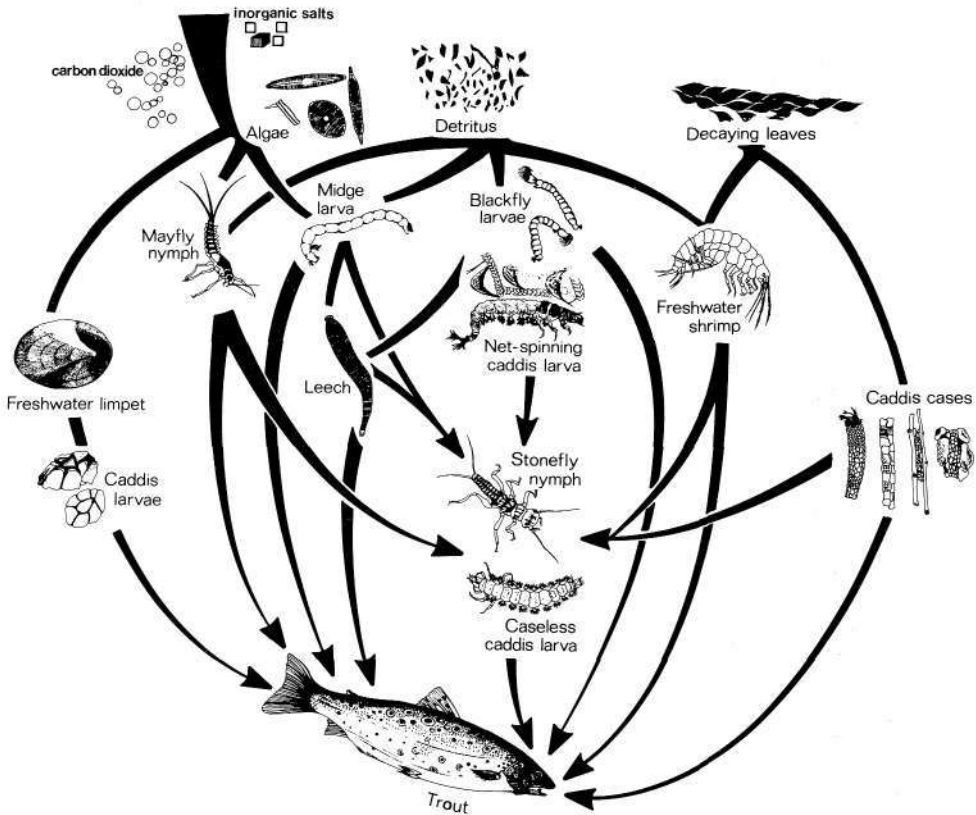 inorganic salts
carbon dioxide
Algae
Detritus
Decaying leaves
Mayfly
nymph
Midge
larva
Blackfly
larvae
Freshwater
shrimp
Net-spinning
caddis larva
Leech
Freshwater limpet
Caddis cases
Caddis
larvae
Stonefly
nymph
Caseless
caddis larva
Trout